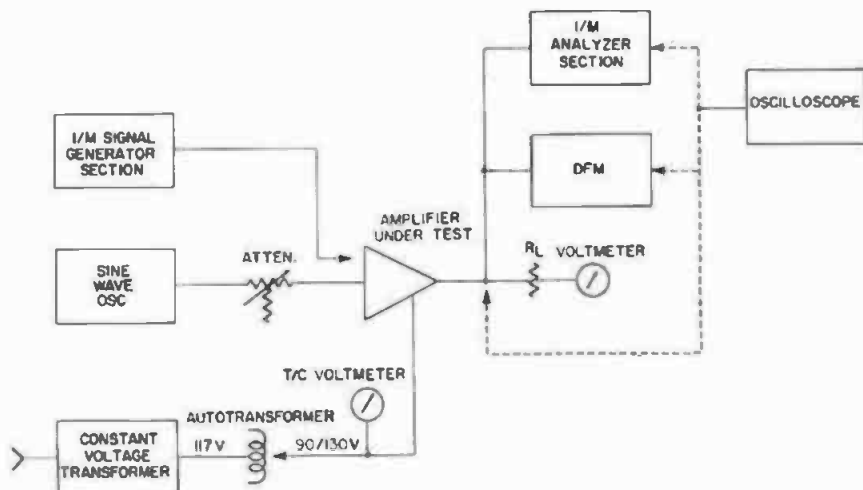 I/M
ANALYZER
SECTION
OSCILLOSCOPE
I/M SIGNAL
GENERATOR
SECTION
DFM
AMPLIFIER
UNDER TEST
RL VOLTMETER
ATTEN.
SINE
WAVE
OSC
T/C VOLTMETER
AUTOTRANSFORMER
CONSTANT
VOLTAGE
TRANSFORMER
117V
90/130V